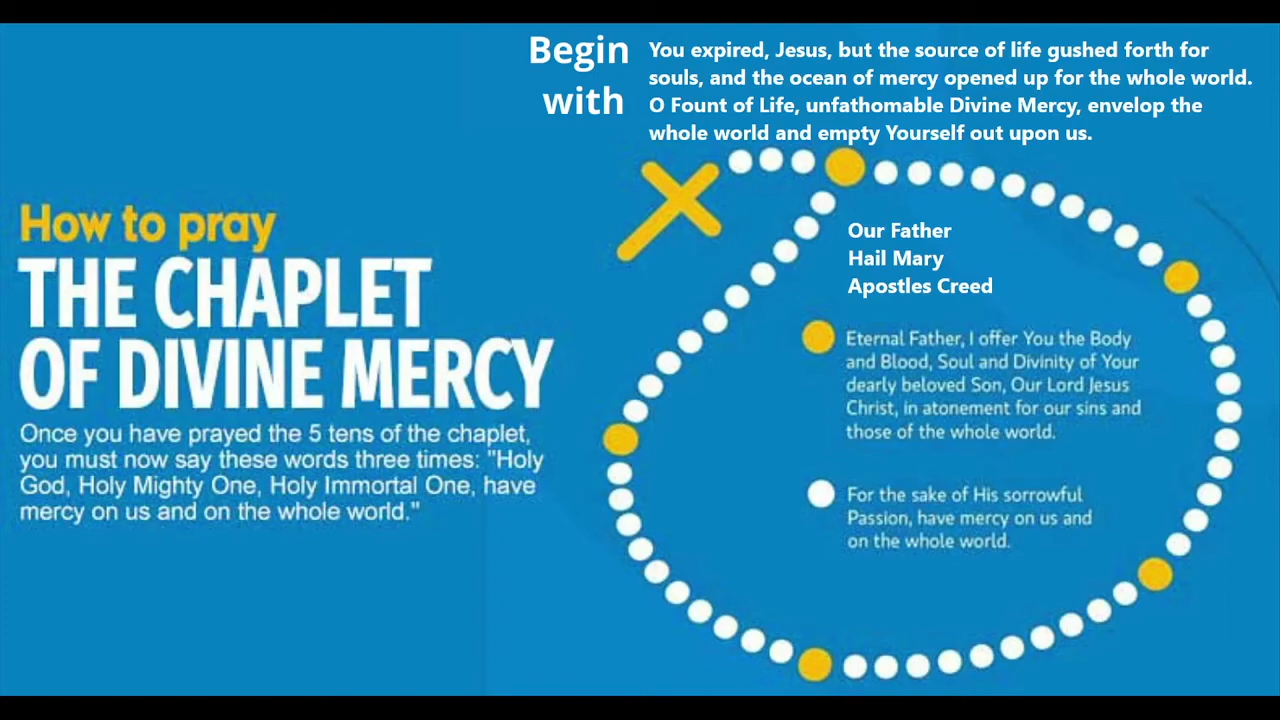 Begin
with
You expired, Jesus, but the source of life gushed forth for
souls, and the ocean of mercy opened up for the whole world.
O Fount of Life, unfathomable Divine Mercy, envelop the
whole world and empty Yourself out upon us.
How to pray
THE CHAPLET
OF DIVINE MERCY
Once you have prayed the 5 tens of the chaplet,
you must now say these words three times: "Holy
God, Holy Mighty One, Holy Immortal One, have
mercy on us and on the whole world."
Our Father
Hail Mary
Apostles Creed
Eternal Father, I offer You the Body
and Blood, Soul and Divinity of Your
dearly beloved Son, Our Lord Jesus
Christ, in atonement for our sins and
those of the whole world.
For the sake of His sorrowful
Passion, have mercy on us and
on the whole world.